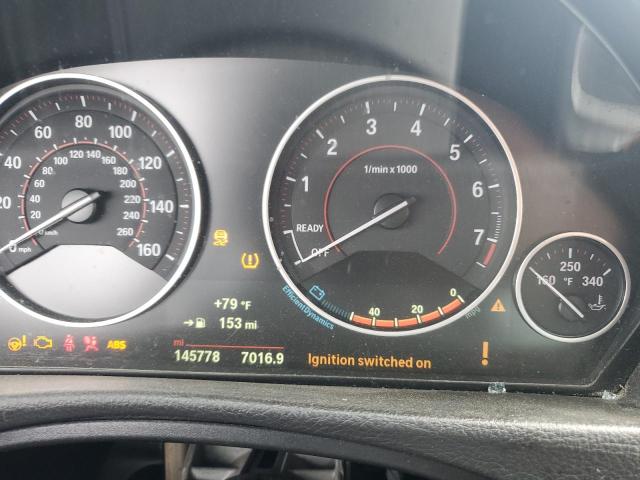 20 40 60 80 100 120 140 160
20 40 60 80 100 120 140 160 180 200 220 240 260
mph km/h
1 2 3 4 5 6 7
1/min x 1000
READY
OFF
EfficientDynamics
40 20 0
mpg
160 250 340
°F
+79 °F
153 mi
ABS
mi
145778 7016.9
Ignition switched on